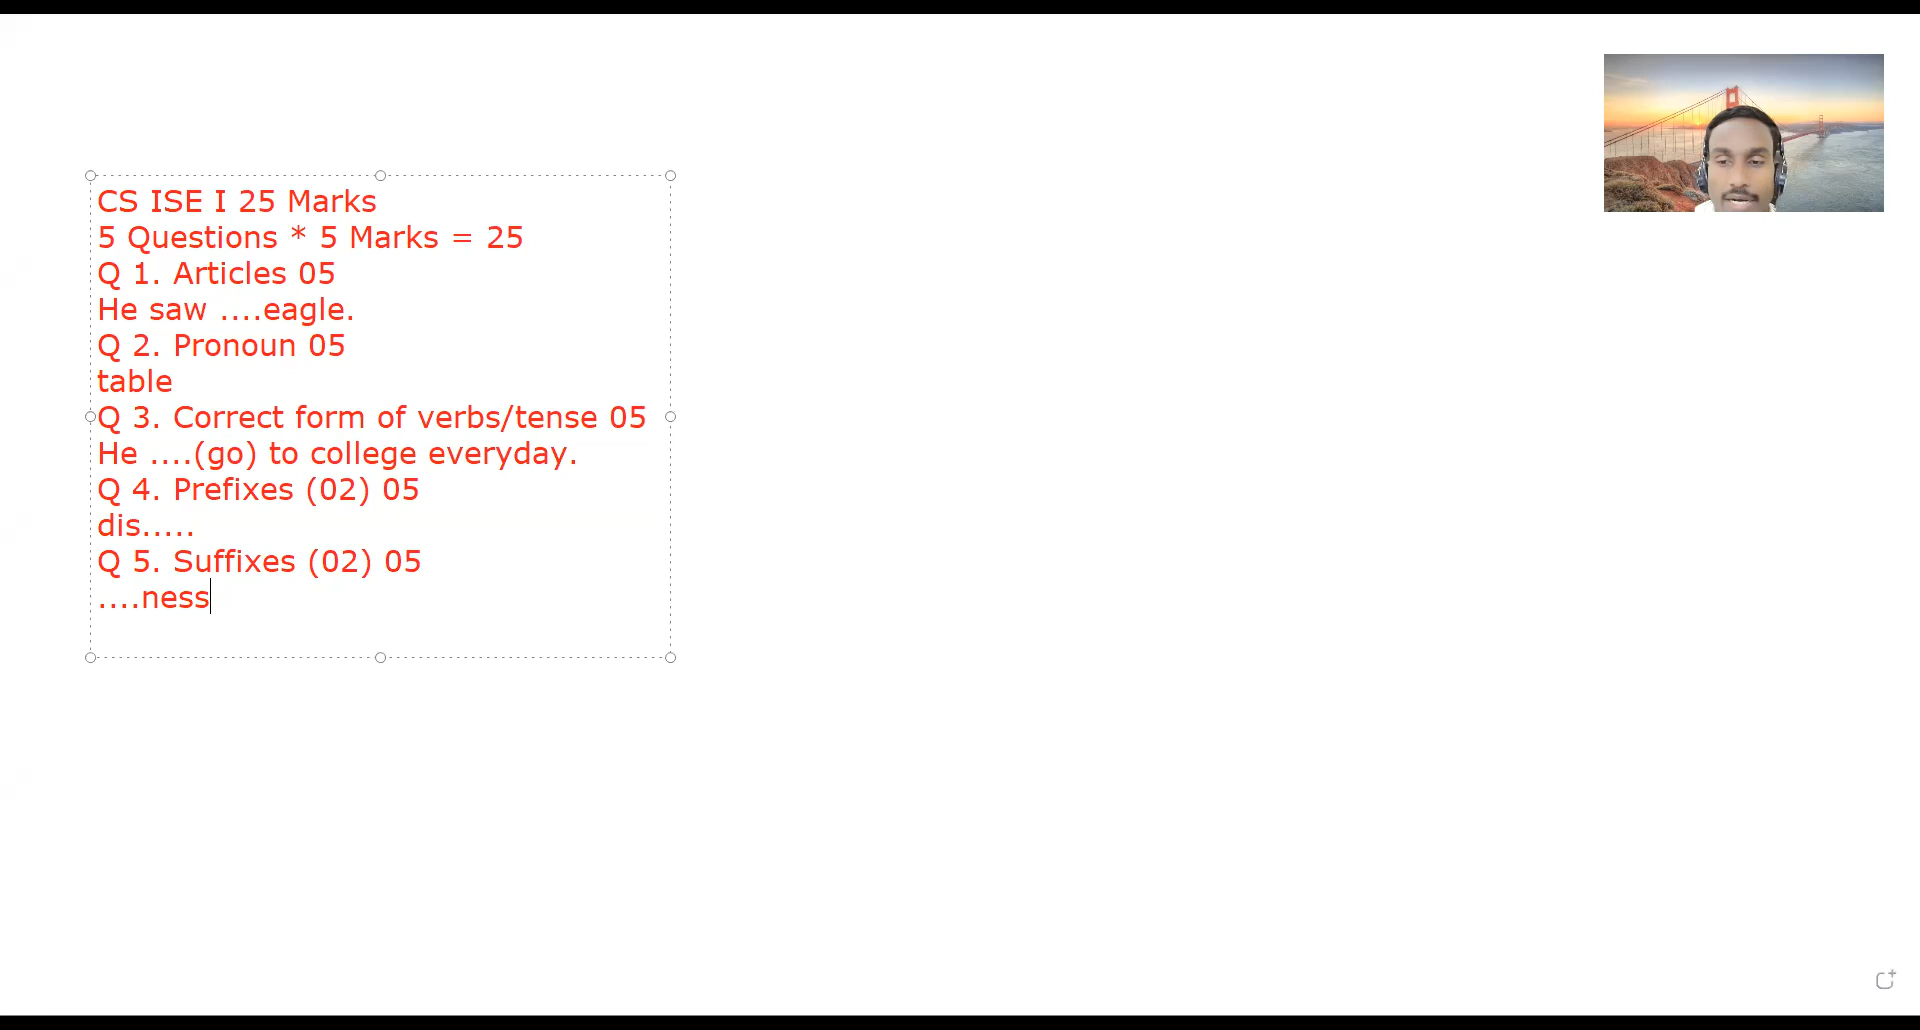 CS ISE I 25 Marks
5 Questions * 5 Marks = 25
Q 1. Articles 05
He saw ....eagle.
Q 2. Pronoun 05
table
Q 3. Correct form of verbs/tense 05
He ....(go) to college everyday.
Q 4. Prefixes (02) 05
dis.....
Q 5. Suffixes (02) 05
....ness